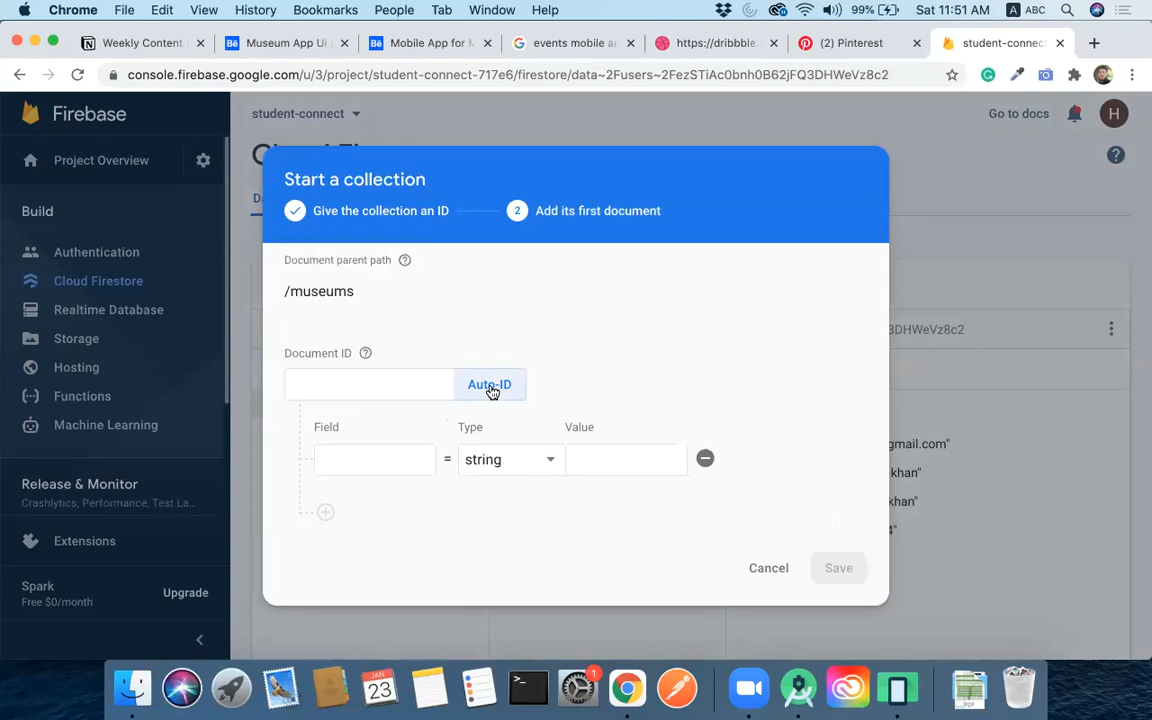 Chrome File Edit View History Bookmarks People Tab Window Help 99% Sat 11:51 AM A ABC
Weekly Content
Museum App Ui
Mobile App for M
events mobile a
https://dribbble.
(2) Pinterest
student-connect
console.firebase.google.com/u/3/project/student-connect-717e6/firestore/data~2Fusers~2FezSTiAc0bnh0B62jFQ3DHWeVz8c2
Firebase
student-connect
Go to docs
H
Project Overview
Start a collection
Give the collection an ID
2 Add its first document
Build
Authentication
Cloud Firestore
Realtime Database
Storage
Hosting
Functions
Machine Learning
Document parent path
/museums
3DHWeVz8c2
Document ID
Auto-ID
Field Type Value
= string
gmail.com"
khan"
khan"
4"
Release & Monitor
Crashlytics, Performance, Test La...
Extensions
Cancel Save
Spark
Free $0/month
Upgrade
JAN
23
1
PDF